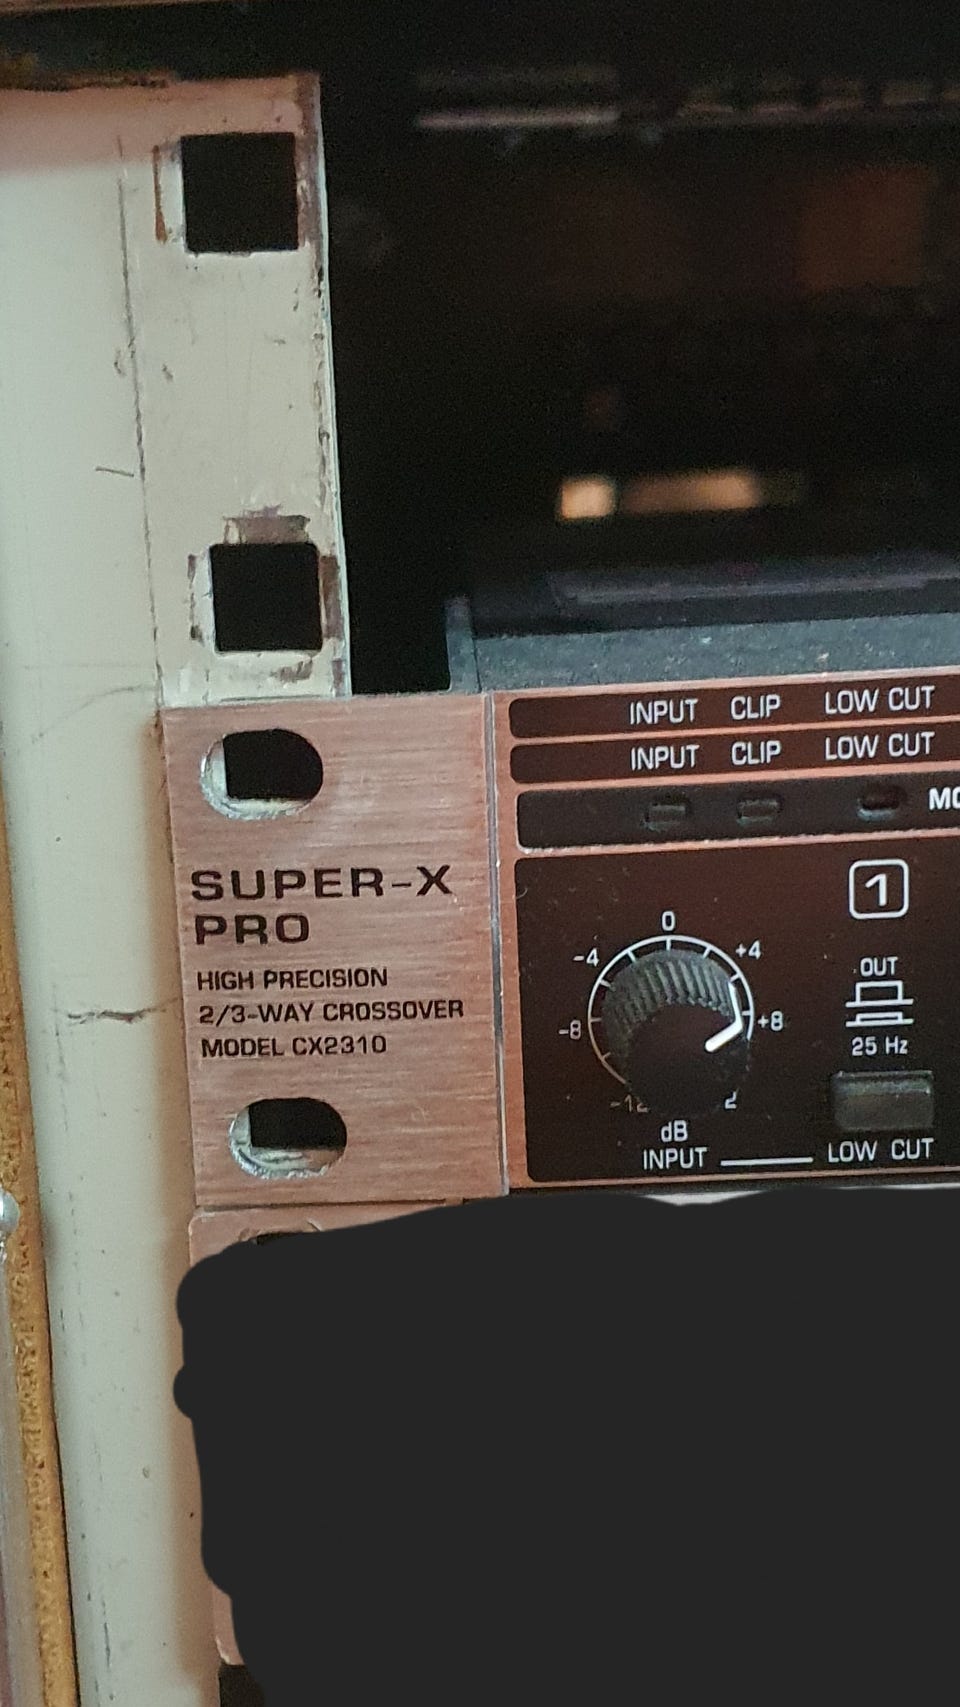 INPUT CLIP LOW CUT
INPUT CLIP LOW CUT
SUPER-X
PRO
HIGH PRECISION
2/3-WAY CROSSOVER
MODEL CX2310
1
0
-4 +4
-8 +8
-12
OUT
25 Hz
dB
INPUT
LOW CUT